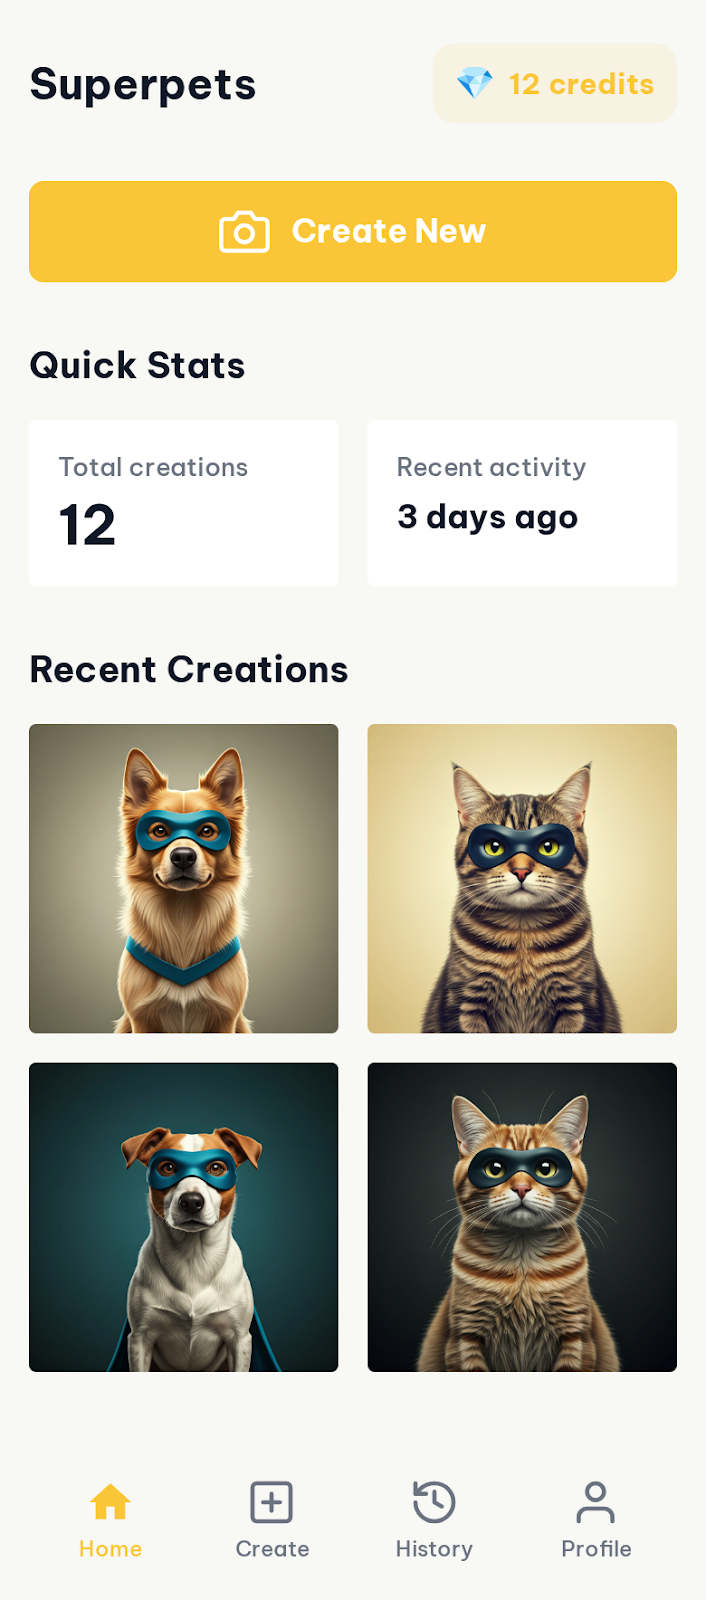 Superpets
12 credits
Create New
Quick Stats
Total creations
12
Recent activity
3 days ago
Recent Creations
Home
Create
History
Profile